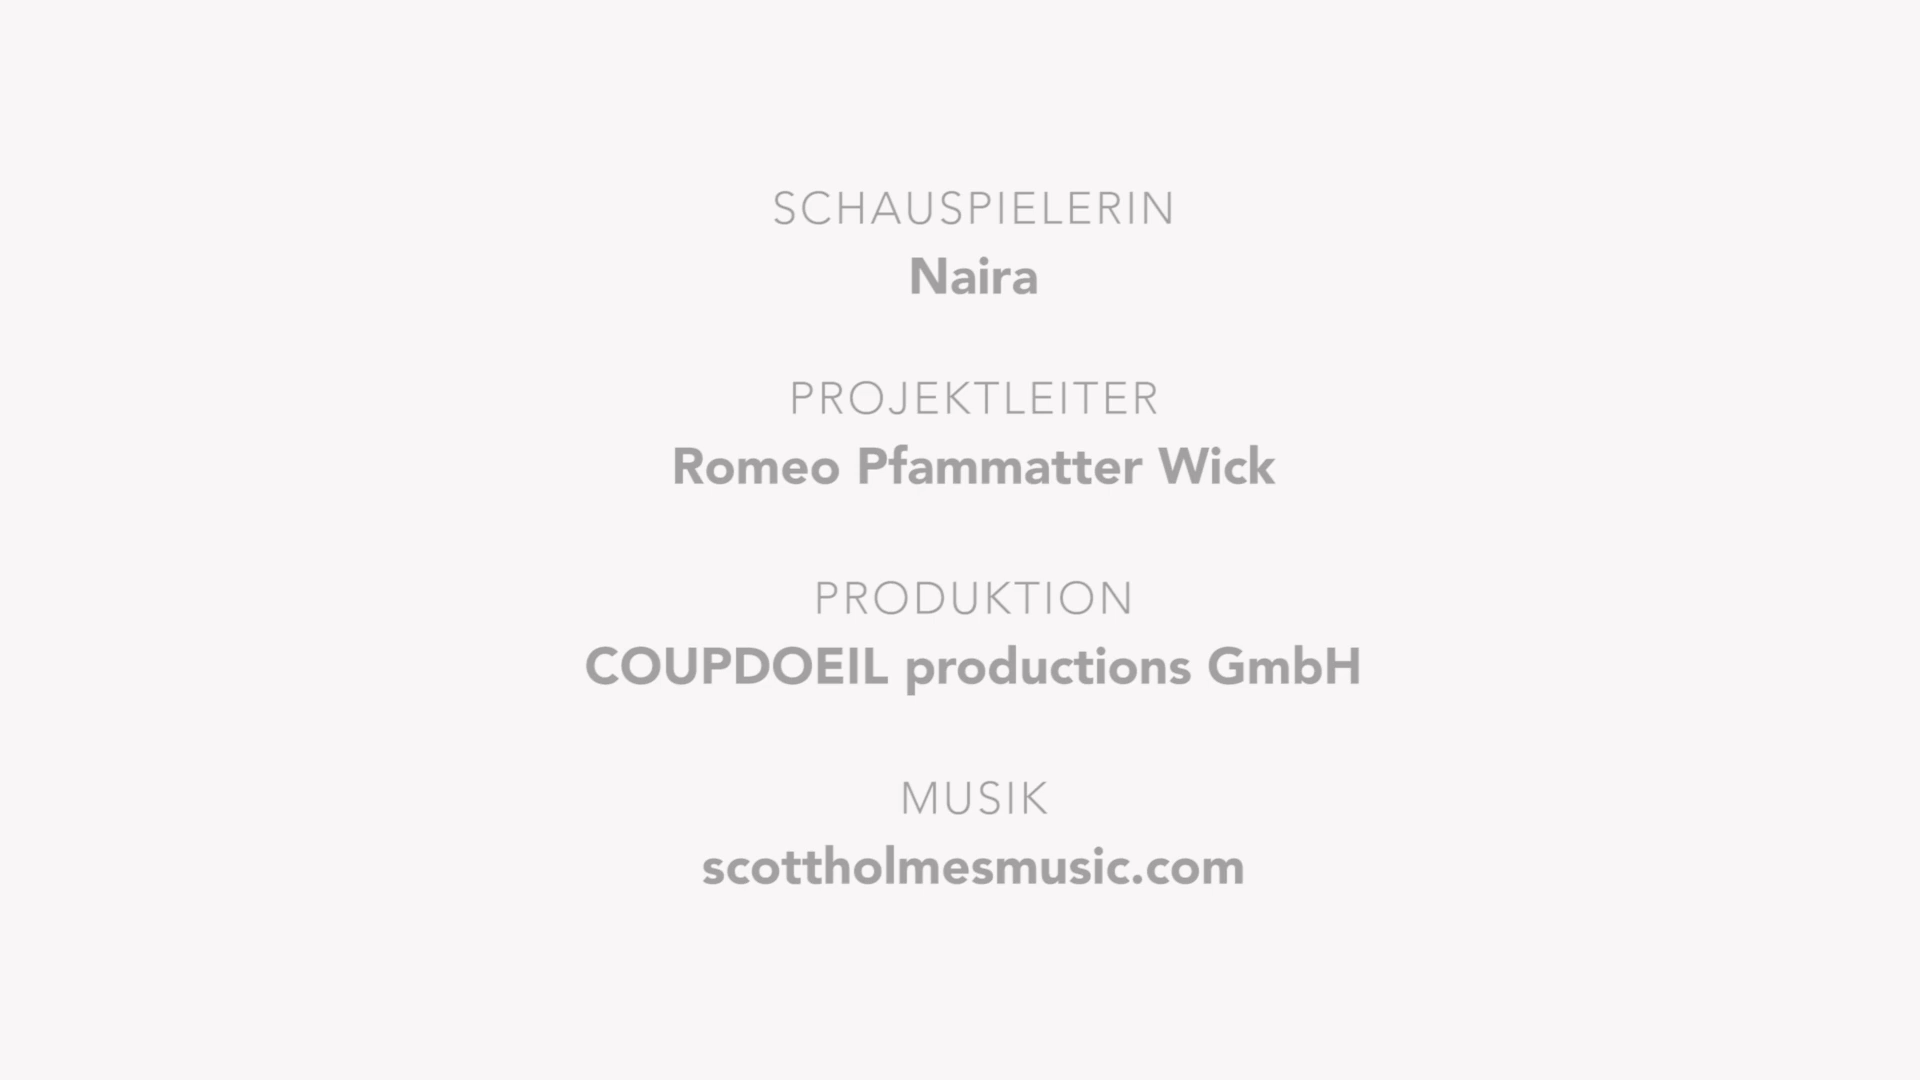 SCHAUSPIELERIN
Naira
PROJEKTLEITER
Romeo Pfammatter Wick
PRODUKTION
COUPDOEIL productions GmbH
MUSIK
scottholmesmusic.com